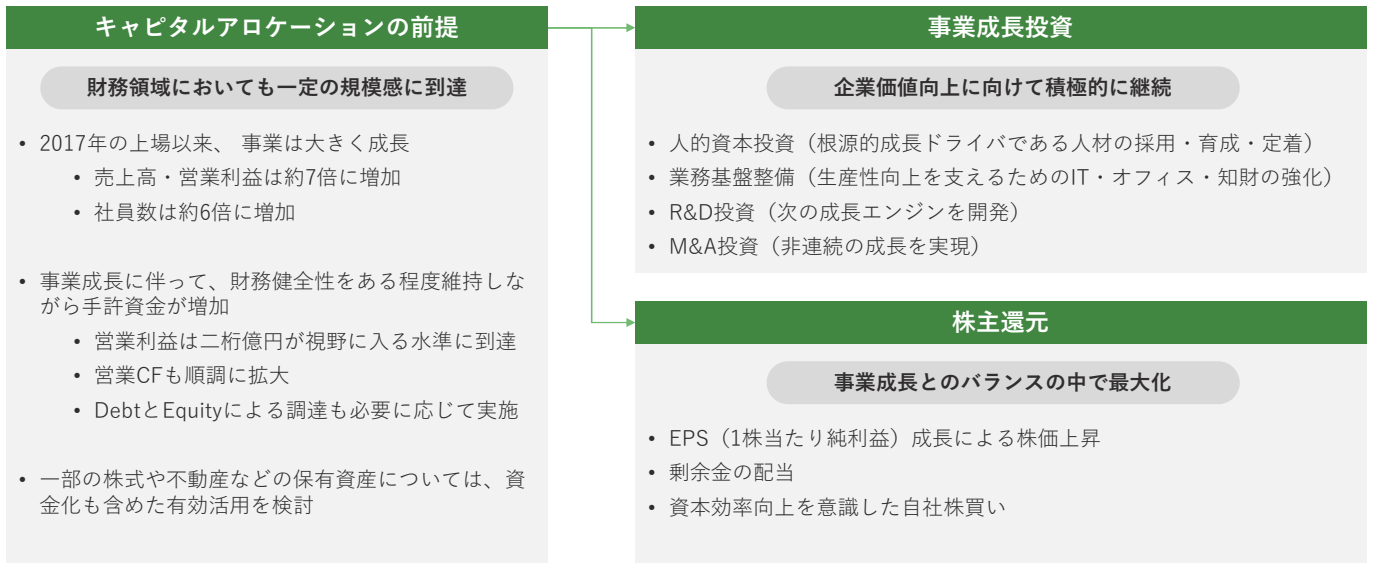 キャピタルアロケーションの前提
財務領域においても一定の規模感に到達
• 2017年の上場以来、 事業は大きく成長
• 売上高・営業利益は約7倍に増加
• 社員数は約6倍に増加
• 事業成長に伴って、財務健全性をある程度維持しな
がら手許資金が増加
• 営業利益は二桁億円が視野に入る水準に到達
• 営業CFも順調に拡大
• DebtとEquityによる調達も必要に応じて実施
• 一部の株式や不動産などの保有資産については、資
金化も含めた有効活用を検討
事業成長投資
企業価値向上に向けて積極的に継続
• 人的資本投資（根源的成長ドライバである人材の採用・育成・定着）
• 業務基盤整備（生産性向上を支えるためのIT・オフィス・知財の強化）
• R&D投資（次の成長エンジンを開発）
• M&A投資（非連続の成長を実現）
株主還元
事業成長とのバランスの中で最大化
• EPS（1株当たり純利益）成長による株価上昇
• 剰余金の配当
• 資本効率向上を意識した自社株買い